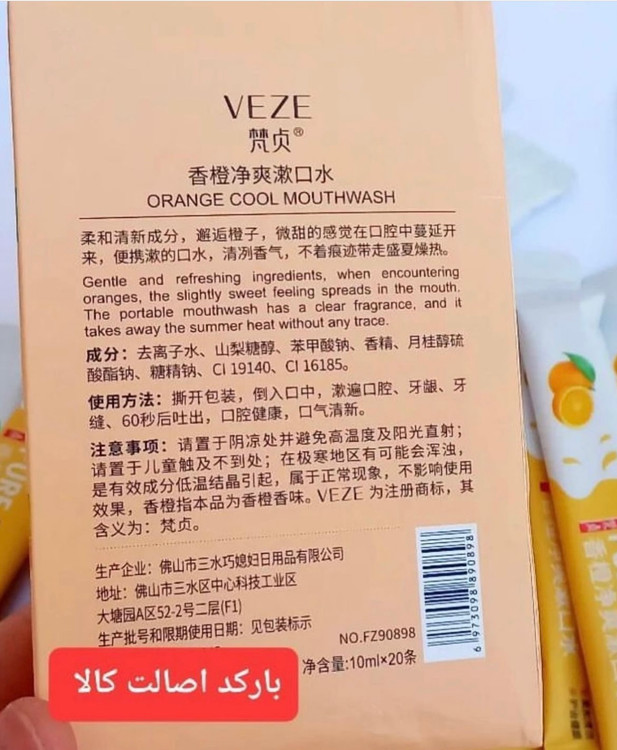 VEZE
梵贞®
香橙净爽漱口水
ORANGE COOL MOUTHWASH
柔和清新成分，邂逅橙子，微甜的感觉在口腔中蔓延开
来，便携漱的口水，清冽香气，不着痕迹带走盛夏燥热。
Gentle and refreshing ingredients, when encountering
oranges, the slightly sweet feeling spreads in the mouth.
The portable mouthwash has a clear fragrance, and it
takes away the summer heat without any trace.
成分：去离子水、山梨糖醇、苯甲酸钠、香精、月桂醇硫
酸酯钠、糖精钠、CI 19140、CI 16185。
使用方法：撕开包装，倒入口中，漱遍口腔、牙龈、牙
缝、60秒后吐出，口腔健康，口气清新。
注意事项：请置于阴凉处并避免高温度及阳光直射；
请置于儿童触及不到处；在极寒地区有可能会浑浊，
是有效成分低温结晶引起，属于正常现象，不影响使用
效果，香橙指本品为香橙香味。VEZE 为注册商标，其
含义为：梵贞。
生产企业：佛山市三水巧媳妇日用品有限公司
地址：佛山市三水区中心科技工业区
大塘园A区52-2号二层(F1)
生产批号和限期使用日期：见包装标示
NO.FZ90898
净含量:10ml×20条
6973098890898
بارکد اصالت کالا
香橙净爽漱口水